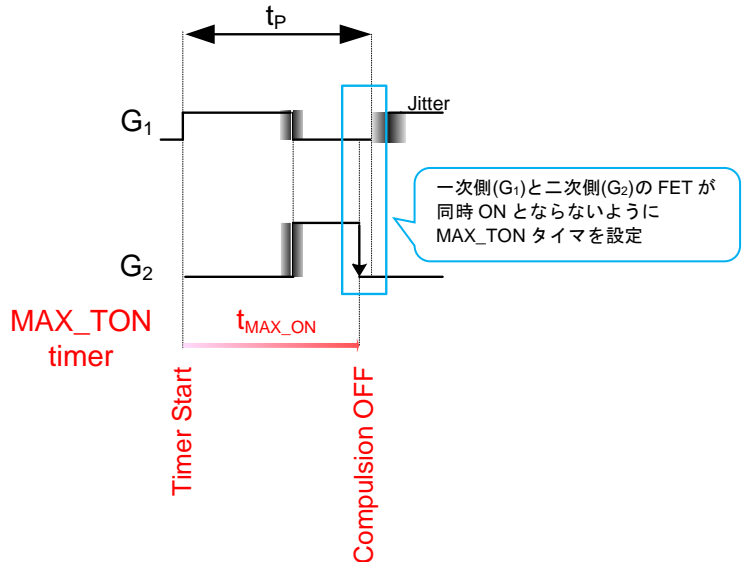 tP
G1
Jitter
一次側(G1)と二次側(G2)の FET が
同時 ON とならないように
MAX_TON タイマを設定
G2
MAX_TON
timer
tMAX_ON
Timer Start
Compulsion OFF